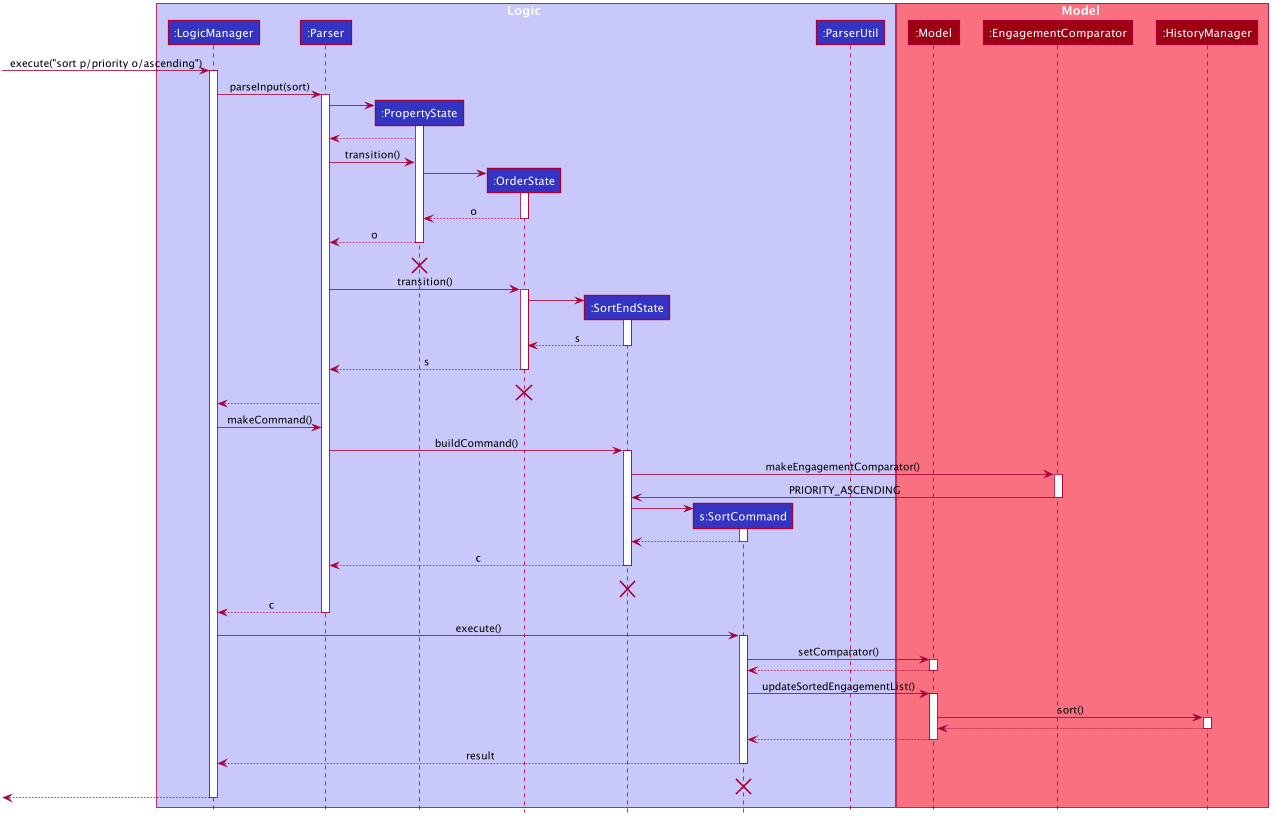 Logic
Model
:LogicManager
:Parser
:ParserUtil
:Model
:EngagementComparator
:HistoryManager
execute("sort p/priority o/ascending")
parseInput(sort)
:PropertyState
transition()
:OrderState
o
o
transition()
:SortEndState
s
s
makeCommand()
buildCommand()
makeEngagementComparator()
PRIORITY_ASCENDING
s:SortCommand
c
c
execute()
setComparator()
updateSortedEngagementList()
sort()
result